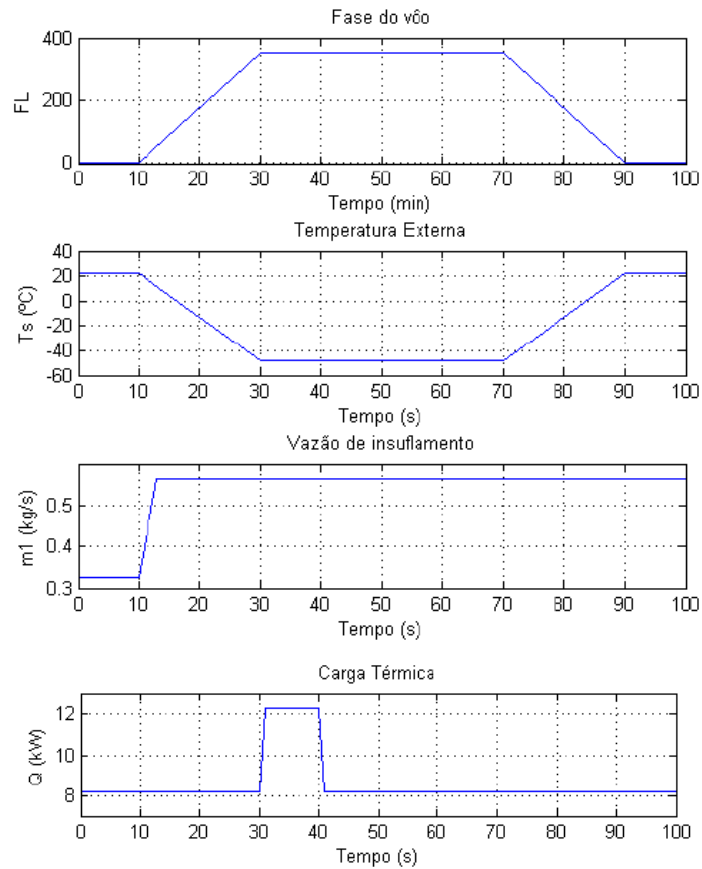 Fase do vôo
400
200
0
FL
0 10 20 30 40 50 60 70 80 90 100
Tempo (min)
Temperatura Externa
40
20
0
-20
-40
-60
Ts (ºC)
0 10 20 30 40 50 60 70 80 90 100
Tempo (s)
Vazão de insuflamento
0.5
0.4
0.3
m1 (kg/s)
0 10 20 30 40 50 60 70 80 90 100
Tempo (s)
Carga Térmica
12
10
8
Q (kW)
0 10 20 30 40 50 60 70 80 90 100
Tempo (s)